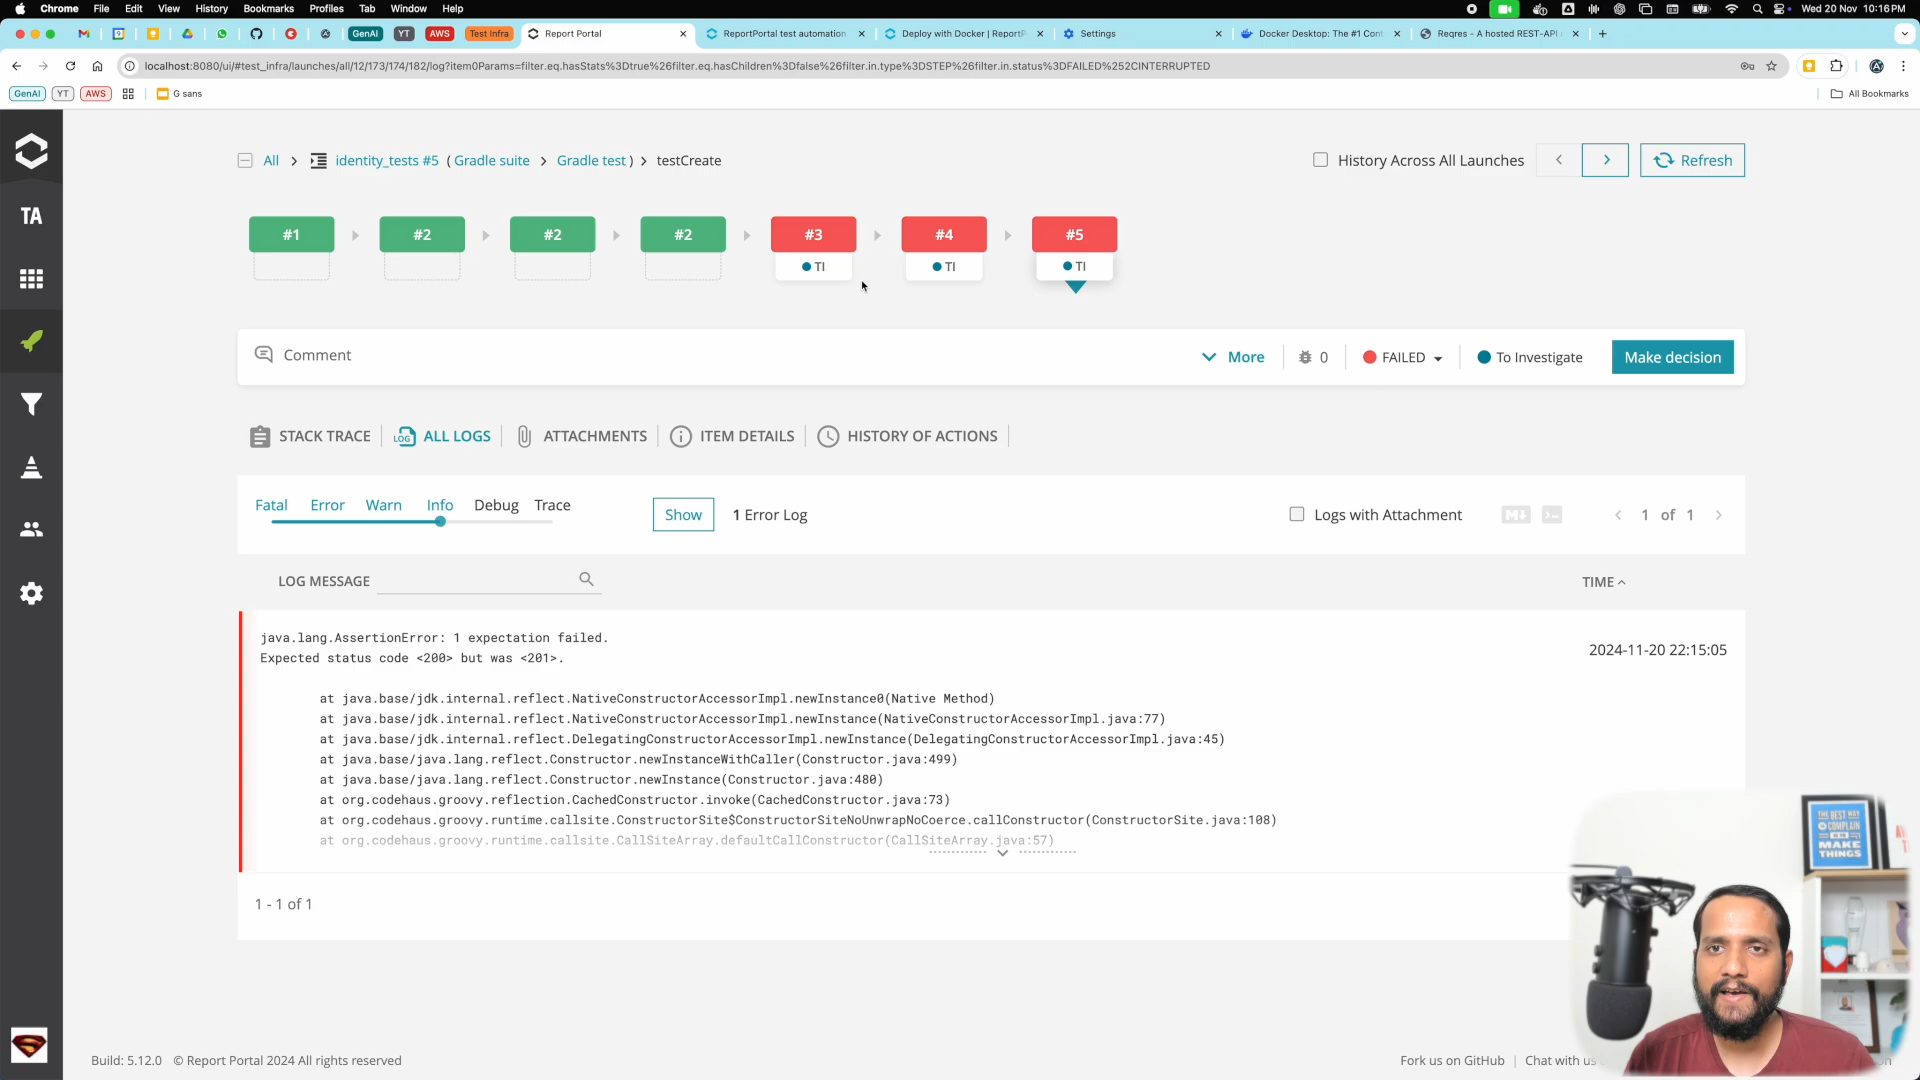 Chrome File Edit View History Bookmarks Profiles Tab Window Help Wed 20 Nov 10:16 PM
GenAI YT AWS Test Infra Report Portal ReportPortal test automation Deploy with Docker | ReportP Settings Docker Desktop: The #1 Cont Reqres - A hosted REST-API
localhost:8080/ui/#test_infra/launches/all/12/173/174/182/log?item0Params=filter.eq.hasStats%3Dtrue%26filter.eq.hasChildren%3Dfalse%26filter.in.type%3DSTEP%26filter.in.status%3DFAILED%252CINTERRUPTED
GenAI YT AWS G sans All Bookmarks
TA
All > identity_tests #5 ( Gradle suite > Gradle test ) > testCreate
History Across All Launches Refresh
#1 #2 #2 #2 #3 #4 #5
TI TI TI
Comment More 0 FAILED To Investigate Make decision
STACK TRACE LOG ALL LOGS ATTACHMENTS ITEM DETAILS HISTORY OF ACTIONS
Fatal Error Warn Info Debug Trace Show 1 Error Log Logs with Attachment 1 of 1
LOG MESSAGE TIME
java.lang.AssertionError: 1 expectation failed.
Expected status code <200> but was <201>.
2024-11-20 22:15:05
at java.base/jdk.internal.reflect.NativeConstructorAccessorImpl.newInstance0(Native Method)
at java.base/jdk.internal.reflect.NativeConstructorAccessorImpl.newInstance(NativeConstructorAccessorImpl.java:77)
at java.base/jdk.internal.reflect.DelegatingConstructorAccessorImpl.newInstance(DelegatingConstructorAccessorImpl.java:45)
at java.base/java.lang.reflect.Constructor.newInstanceWithCaller(Constructor.java:499)
at java.base/java.lang.reflect.Constructor.newInstance(Constructor.java:480)
at org.codehaus.groovy.reflection.CachedConstructor.invoke(CachedConstructor.java:73)
at org.codehaus.groovy.runtime.callsite.ConstructorSite$ConstructorSiteNoUnwrapNoCoerce.callConstructor(ConstructorSite.java:108)
at org.codehaus.groovy.runtime.callsite.CallSiteArray.defaultCallConstructor(CallSiteArray.java:57)
1 - 1 of 1
THE BEST WAY
COMPLAIN
MAKE
THINGS
Build: 5.12.0 © Report Portal 2024 All rights reserved
Fork us on GitHub | Chat with us